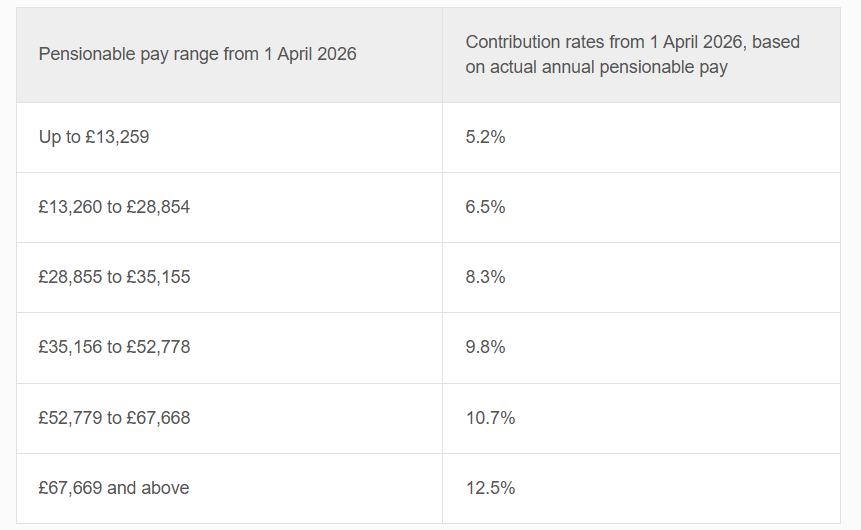 Pensionable pay range from 1 April 2026
Contribution rates from 1 April 2026, based
on actual annual pensionable pay
Up to £13,259
5.2%
£13,260 to £28,854
6.5%
£28,855 to £35,155
8.3%
£35,156 to £52,778
9.8%
£52,779 to £67,668
10.7%
£67,669 and above
12.5%